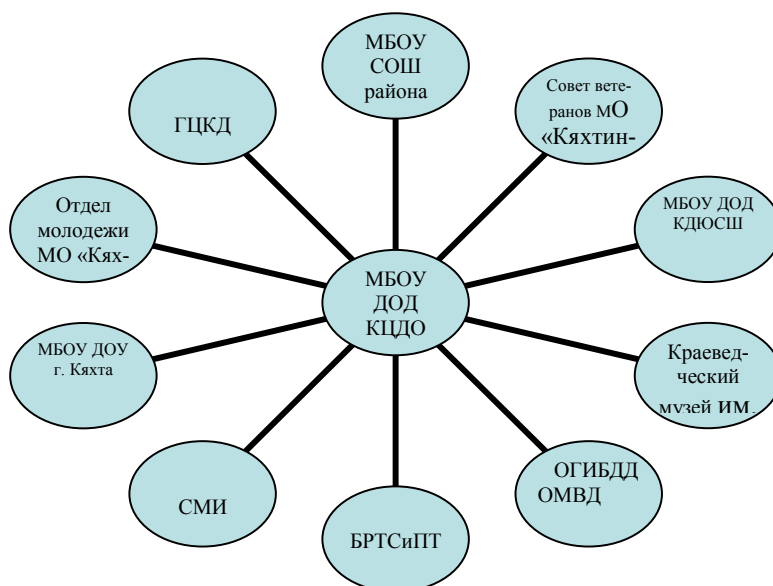 МБОУ
СОШ
района
Совет вете-
ранов МО
«Кяхтин-
ГЦКД
Отдел
молодежи
МО «Кях-
МБОУ ДОД
КДЮСШ
МБОУ
ДОД
КЦДО
МБОУ ДОУ
г. Кяхта
Краевед-
ческий
музей им.
СМИ
ОГИБДД
ОМВД
БРТСиПТ